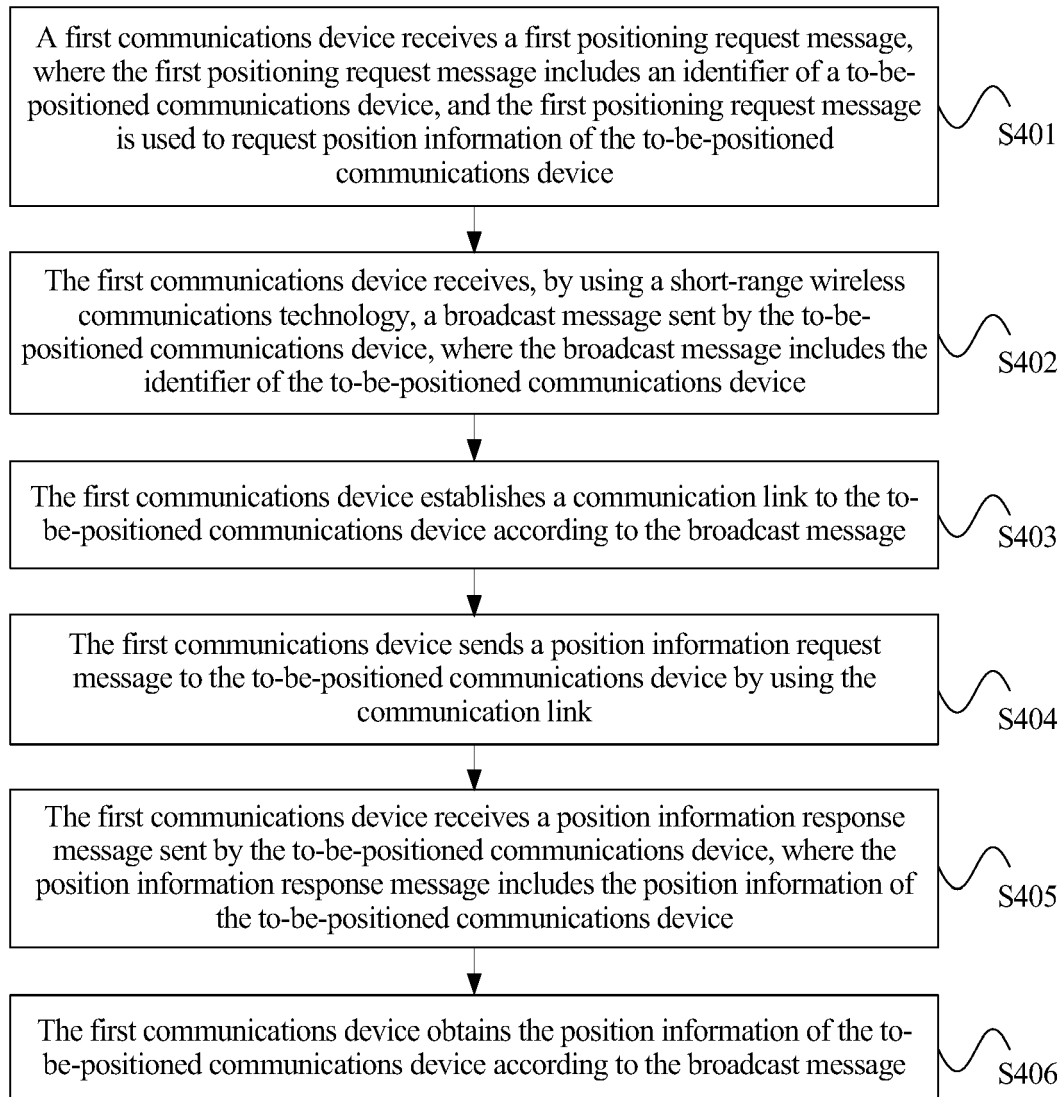 A first communications device receives a first positioning request message,
where the first positioning request message includes an identifier of a to-be-
positioned communications device, and the first positioning request message
is used to request position information of the to-be-positioned
communications device
S401
The first communications device receives, by using a short-range wireless
communications technology, a broadcast message sent by the to-be-
positioned communications device, where the broadcast message includes the
identifier of the to-be-positioned communications device
S402
The first communications device establishes a communication link to the to-
be-positioned communications device according to the broadcast message
S403
The first communications device sends a position information request
message to the to-be-positioned communications device by using the
communication link
S404
The first communications device receives a position information response
message sent by the to-be-positioned communications device, where the
position information response message includes the position information of
the to-be-positioned communications device
S405
The first communications device obtains the position information of the to-
be-positioned communications device according to the broadcast message
S406